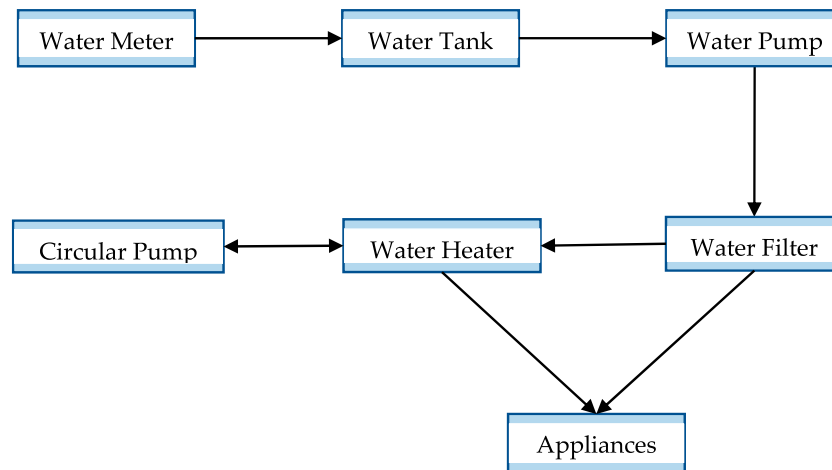 Water Meter
Water Tank
Water Pump
Circular Pump
Water Heater
Water Filter
Appliances